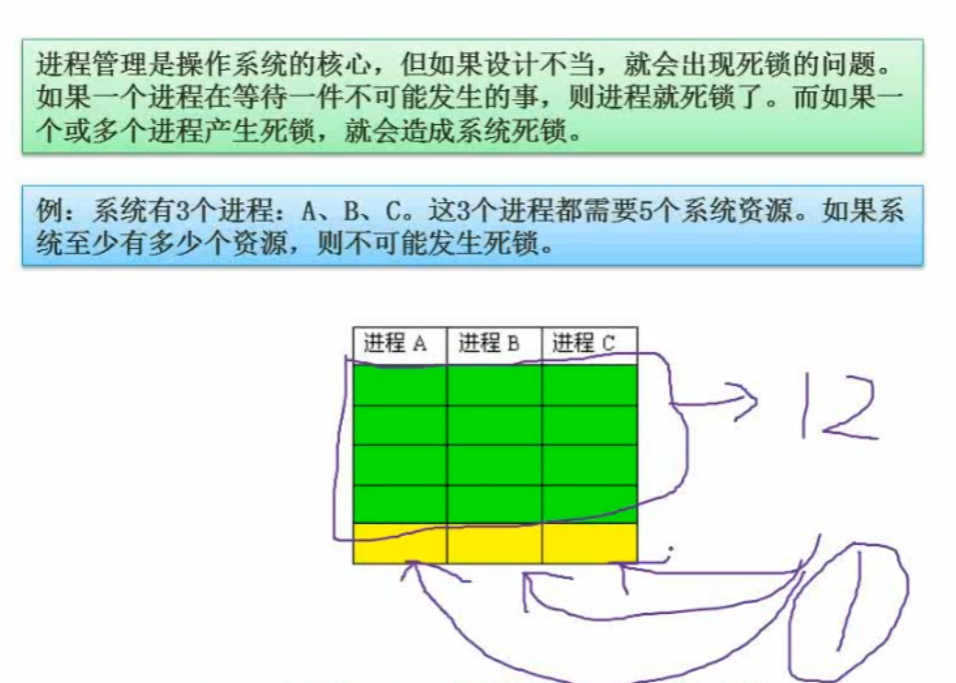 进程管理是操作系统的核心，但如果设计不当，就会出现死锁的问题。
如果一个进程在等待一件不可能发生的事，则进程就死锁了。而如果一
个或多个进程产生死锁，就会造成系统死锁。
例：系统有3个进程：A、B、C。这3个进程都需要5个系统资源。如果系
统至少有多少个资源，则不可能发生死锁。
进程 A 进程 B 进程 C
12
1